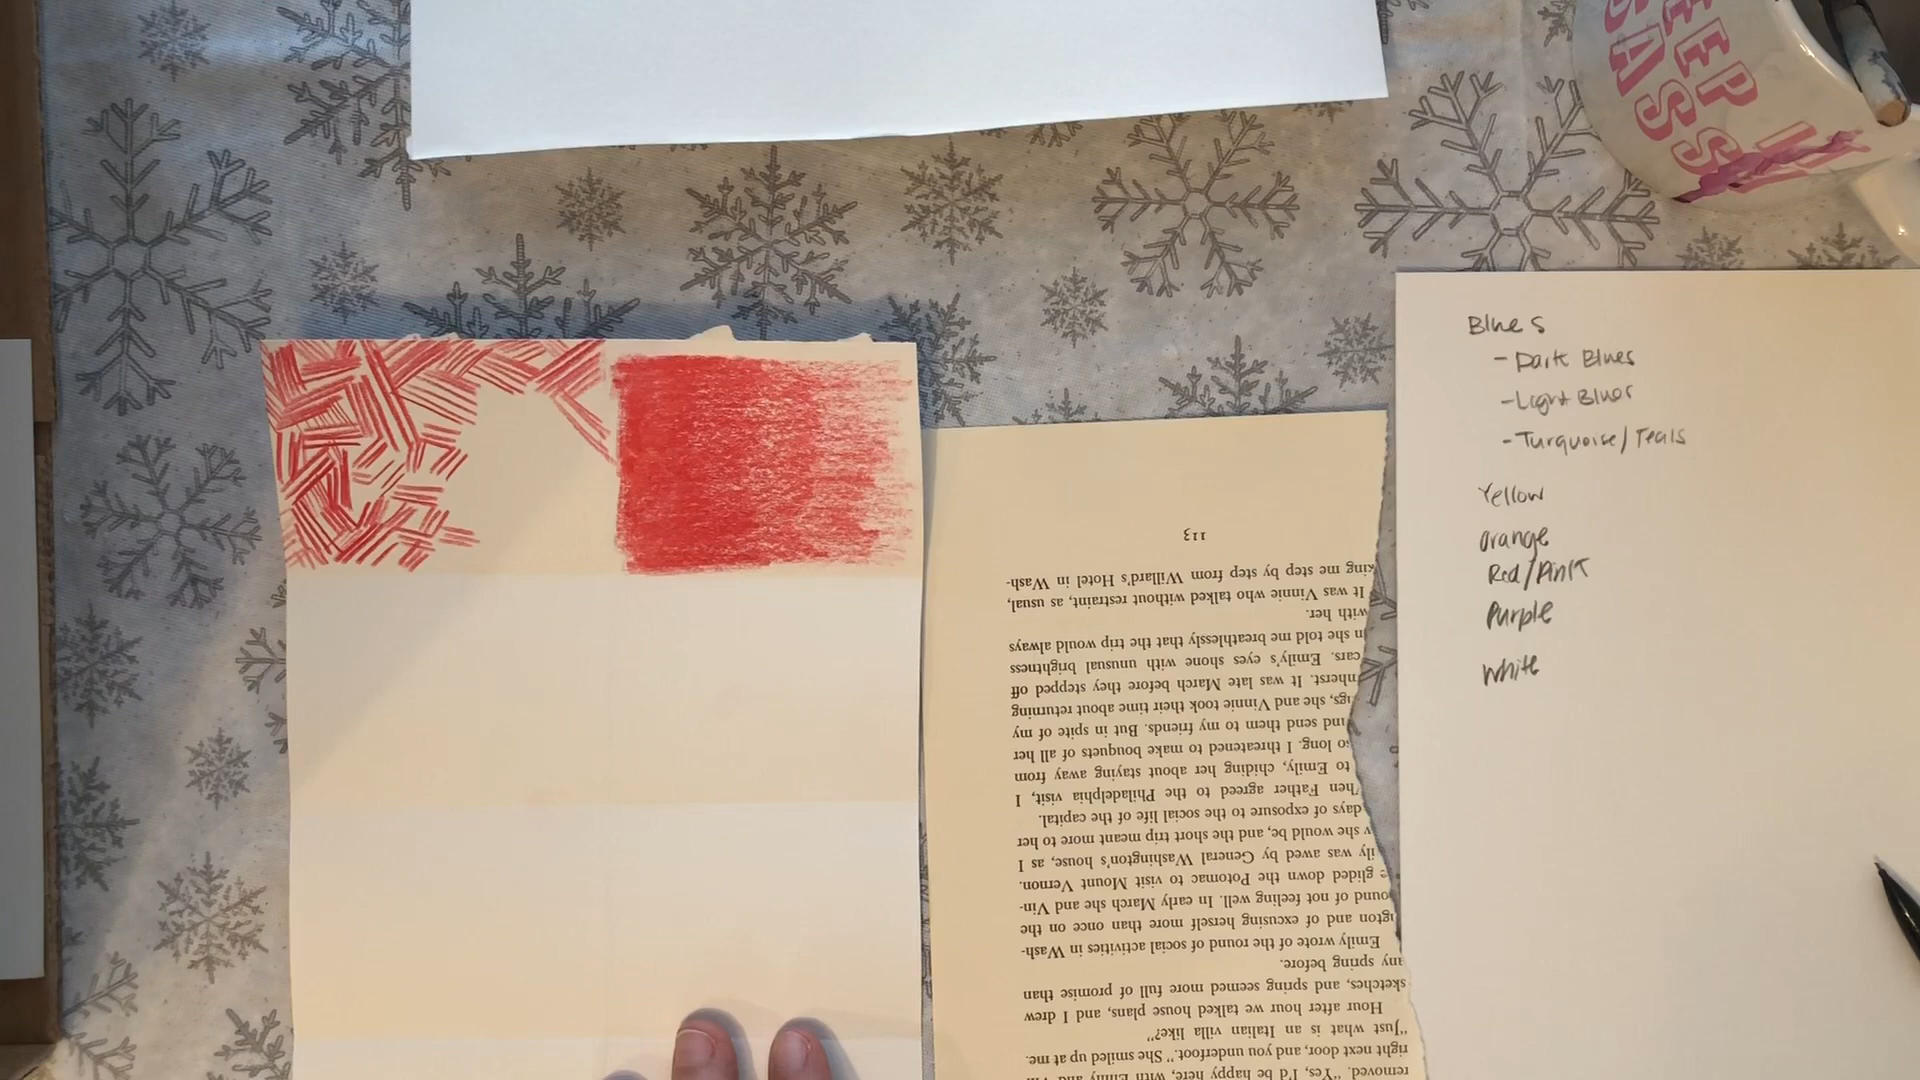 EEP
IT
SASS
Blues
- Dark Blues
- Light Blues
- Turquoise/Teals
Yellow
orange
Red/Pink
Purple
white
removed. "Yes, I'd be happy here, with Emily and
right next door, and you underfoot." She smiled up at me.
"Just what is an Italian villa like?"
Hour after hour we talked house plans, and I drew
sketches, and spring seemed more full of promise than
any spring before.
Emily wrote of the round of social activities in Wash-
ngton and of excusing herself more than once on the
ound of not feeling well. In early March she and Vin-
e glided down the Potomac to visit Mount Vernon.
ily was awed by General Washington's house, as I
she would be, and the short trip meant more to her
days of exposure to the social life of the capital.
hen Father agreed to the Philadelphia visit, I
to Emily, chiding her about staying away from
so long. I threatened to make bouquets of all her
nd send them to my friends. But in spite of my
ngs, she and Vinnie took their time about returning
nherst. It was late March before they stepped off
cars. Emily's eyes shone with unusual brightness
n she told me breathlessly that the trip would always
with her.
It was Vinnie who talked without restraint, as usual,
king me step by step from Willard's Hotel in Wash-
113